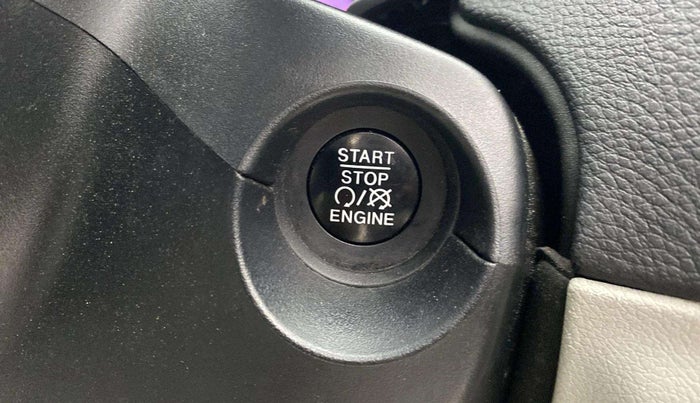 START
STOP
/
ENGINE